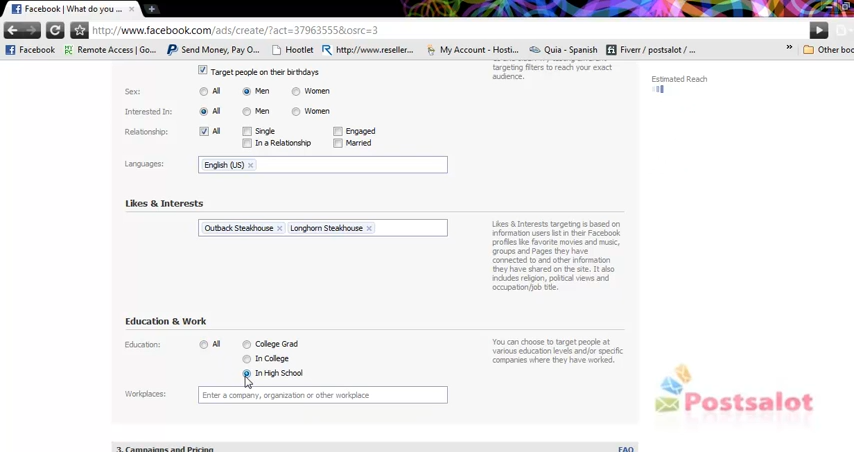 Facebook | What do you ...
http://www.facebook.com/ads/create/?act=37963555&osrc=3
Facebook Remote Access | Go... Send Money, Pay O... Hootlet http://www.reseller... My Account - Hosti... Quia - Spanish Fiverr / postsalot / ... » Other boo
Target people on their birthdays
targeting filters to reach your exact
audience.
Estimated Reach
Sex: All Men Women
Interested In: All Men Women
Relationship: All Single Engaged
In a Relationship Married
Languages: English (US)
Likes & Interests
Outback Steakhouse Longhorn Steakhouse
Likes & Interests targeting is based on
information users list in their Facebook
profiles like favorite movies and music,
groups and Pages they have
connected to and other information
they have shared on the site. It also
includes religion, political views and
occupation/job title.
Education & Work
Education: All College Grad
In College
In High School
You can choose to target people at
various education levels and/or specific
companies where they have worked.
Workplaces: Enter a company, organization or other workplace
Postsalot
3. Campaigns and Pricing FAQ